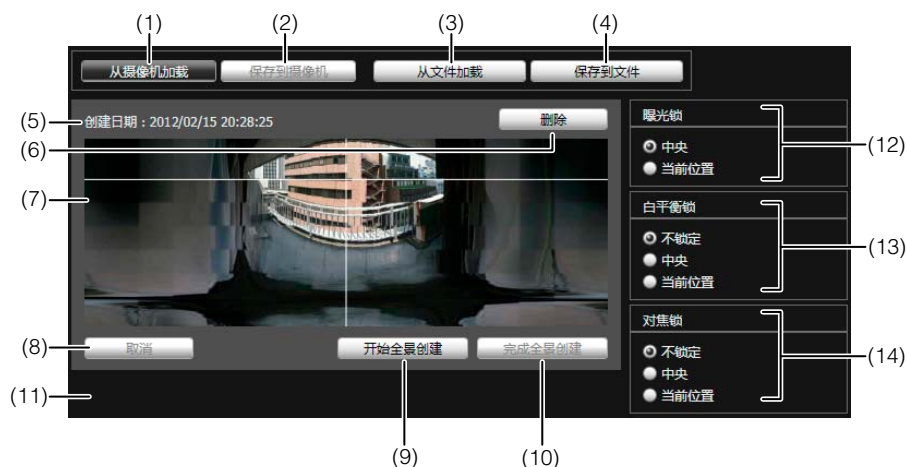 (1) (2) (3) (4)
从摄像机加载 保存到摄像机 从文件加载 保存到文件
(5) 创建日期：2012/02/15 20:28:25 删除
(6)
(7)
曝光锁
中央
当前位置
(12)
白平衡锁
不锁定
中央
当前位置
(13)
对焦锁
不锁定
中央
当前位置
(14)
(8) 取消 开始全景创建 完成全景创建
(11)
(9) (10)